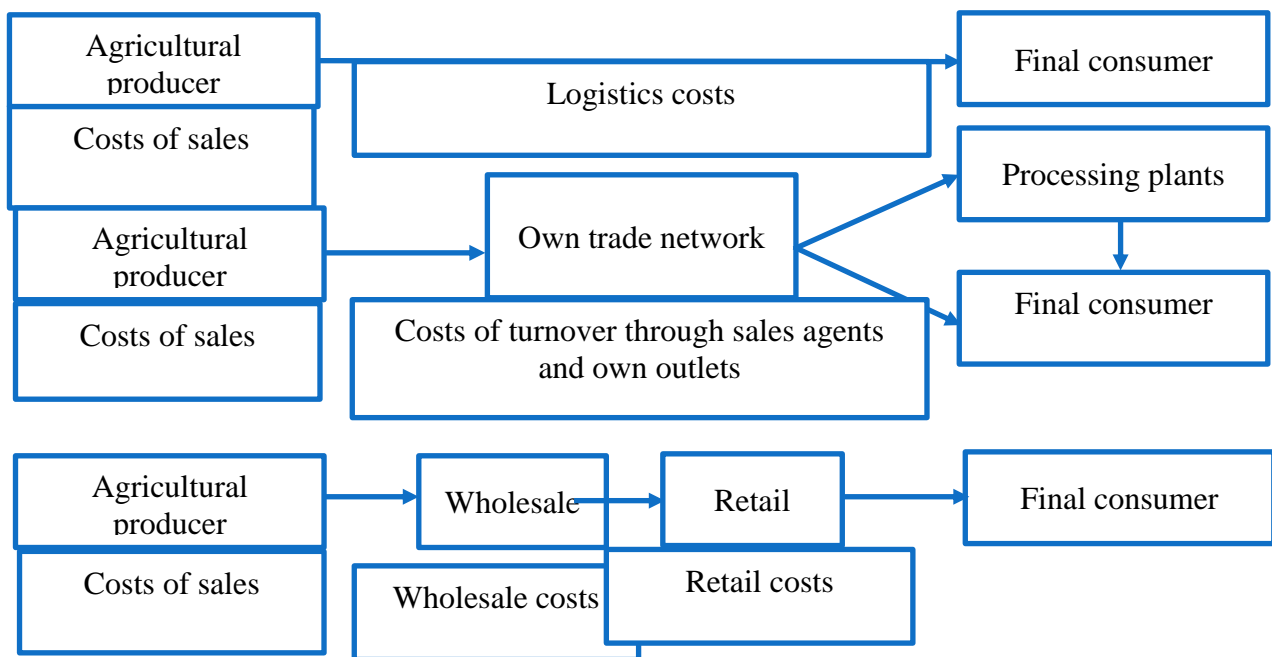 Agricultural
producer
Final consumer
Logistics costs
Costs of sales
Processing plants
Own trade network
Agricultural
producer
Final consumer
Costs of sales
Costs of turnover through sales agents
and own outlets
Agricultural
producer
Wholesale
Retail
Final consumer
Costs of sales
Wholesale costs
Retail costs